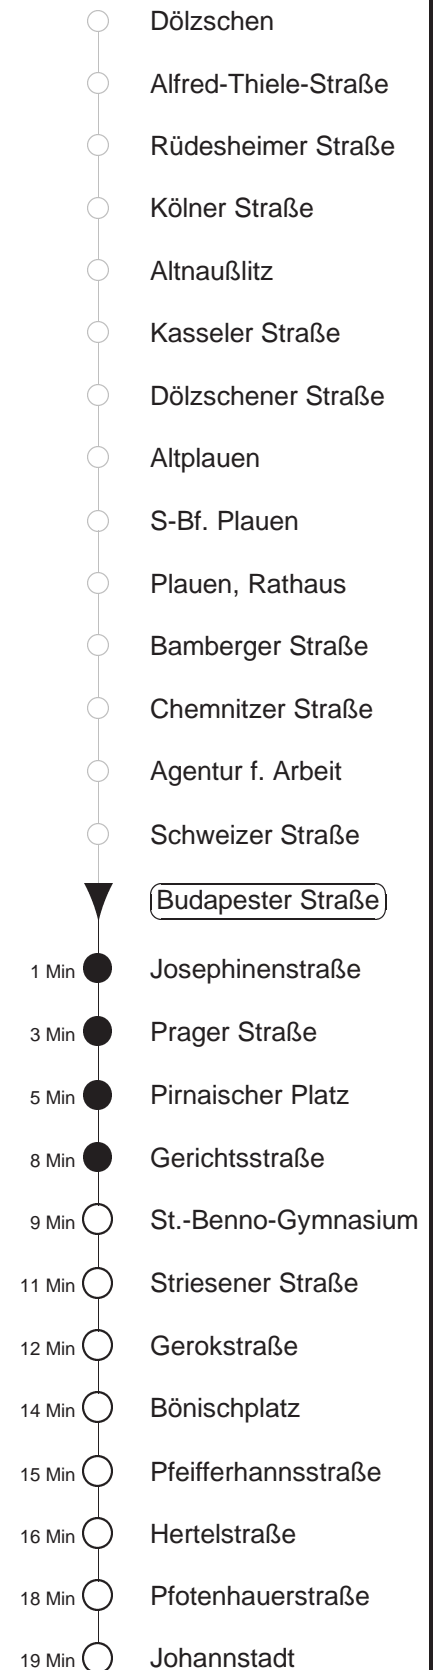 Dölzschen
Alfred-Thiele-Straße
Rüdesheimer Straße
Kölner Straße
Altnaußlitz
Kasseler Straße
Dölzschener Straße
Altplauen
S-Bf. Plauen
Plauen, Rathaus
Bamberger Straße
Chemnitzer Straße
Agentur f. Arbeit
Schweizer Straße
Budapester Straße
1 Min Josephinenstraße
3 Min Prager Straße
5 Min Pirnaischer Platz
8 Min Gerichtsstraße
9 Min St.-Benno-Gymnasium
11 Min Striesener Straße
12 Min Gerokstraße
14 Min Bönischplatz
15 Min Pfeifferhannsstraße
16 Min Hertelstraße
18 Min Pfotenhauerstraße
19 Min Johannstadt